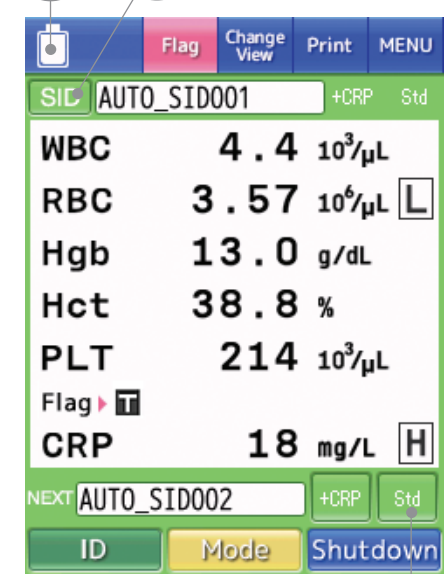 Flag Change View Print MENU
SID AUTO_SID001 +CRP Std
WBC 4.4 10³/µL
RBC 3.57 10⁶/µL L
Hgb 13.0 g/dL
Hct 38.8 %
PLT 214 10³/µL
Flag T
CRP 18 mg/L H
NEXT AUTO_SID002 +CRP Std
ID Mode Shutdown